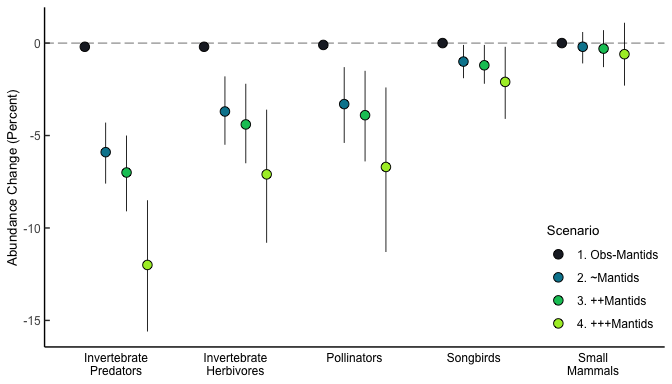 Abundance Change (Percent)
0
-5
-10
-15
Scenario
1. Obs-Mantids
2. ~Mantids
3. ++Mantids
4. +++Mantids
Invertebrate
Predators
Invertebrate
Herbivores
Pollinators
Songbirds
Small
Mammals